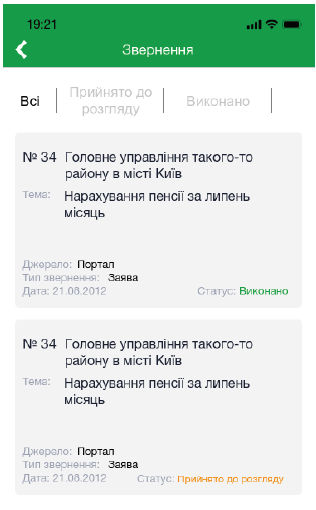 19:21
Звернення
Всі
Прийнято до
розгляду
Виконано
№ 34 Головне управління такого-то
району в місті Київ
Тема: Нарахування пенсії за липень
місяць
Джерело: Портал
Тип звернення: Заява
Дата: 21.08.2012 Статус: Виконано
№ 34 Головне управління такого-то
району в місті Київ
Тема: Нарахування пенсії за липень
місяць
Джерело: Портал
Тип звернення: Заява
Дата: 21.08.2012 Статус: Прийнято до розгляду